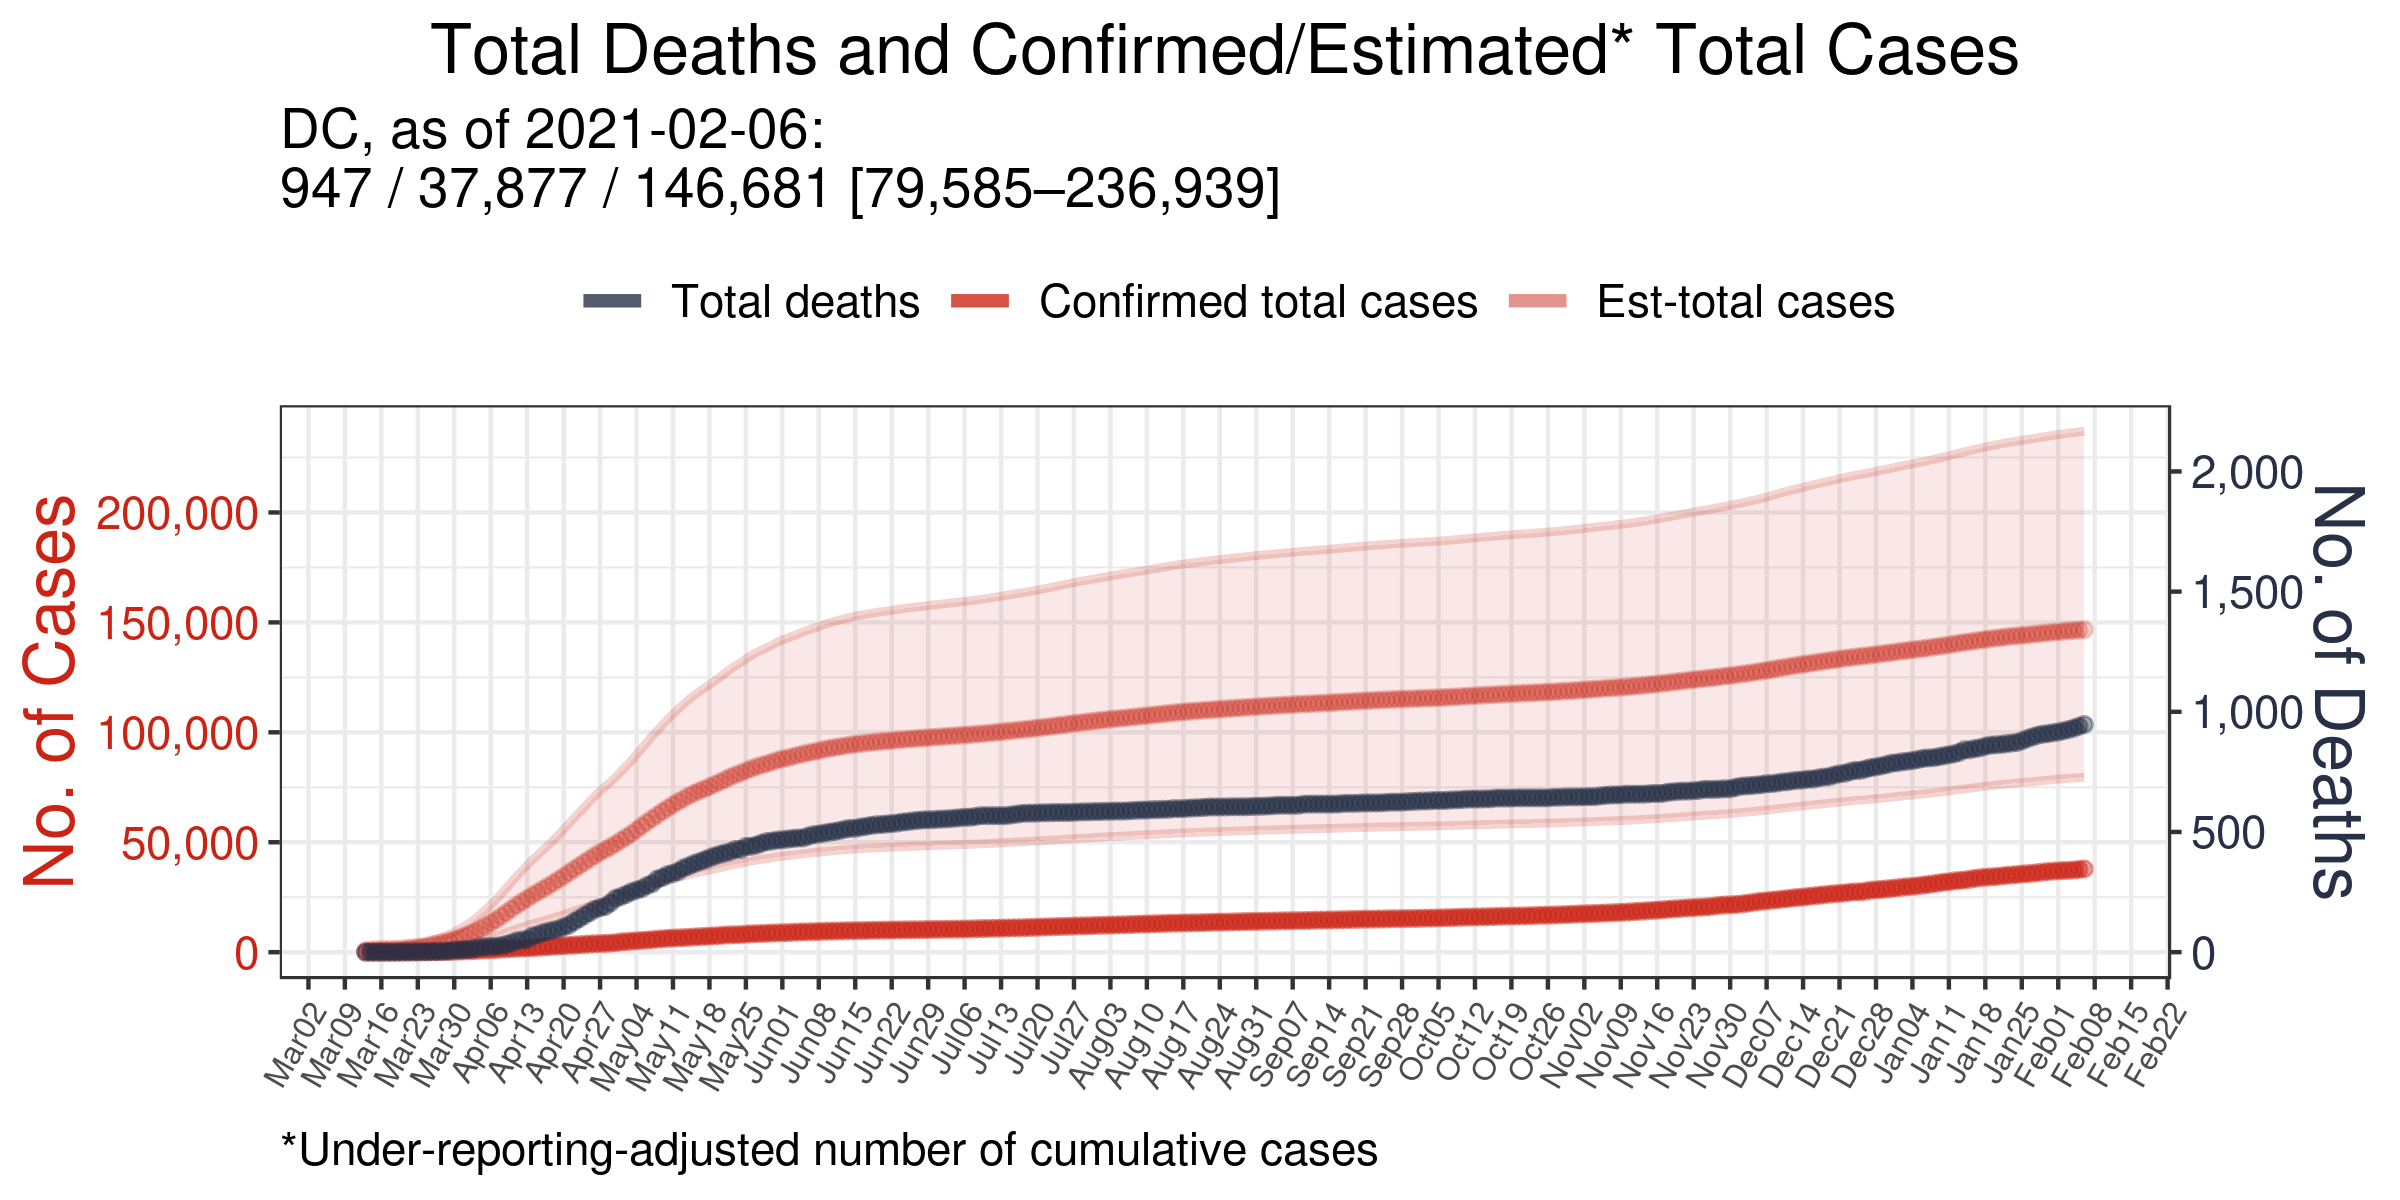 Total Deaths and Confirmed/Estimated* Total Cases
DC, as of 2021-02-06:
947 / 37,877 / 146,681 [79,585–236,939]
Total deaths
Confirmed total cases
Est-total cases
No. of Cases
200,000
150,000
100,000
50,000
0
2,000
1,500
1,000
500
0
No. of Deaths
Mar02
Mar09
Mar16
Mar23
Mar30
Apr06
Apr13
Apr20
Apr27
May04
May11
May18
May25
Jun01
Jun08
Jun15
Jun22
Jun29
Jul06
Jul13
Jul20
Jul27
Aug03
Aug10
Aug17
Aug24
Aug31
Sep07
Sep14
Sep21
Sep28
Oct05
Oct12
Oct19
Oct26
Nov02
Nov09
Nov16
Nov23
Nov30
Dec07
Dec14
Dec21
Dec28
Jan04
Jan11
Jan18
Jan25
Feb01
Feb08
Feb15
Feb22
*Under-reporting-adjusted number of cumulative cases